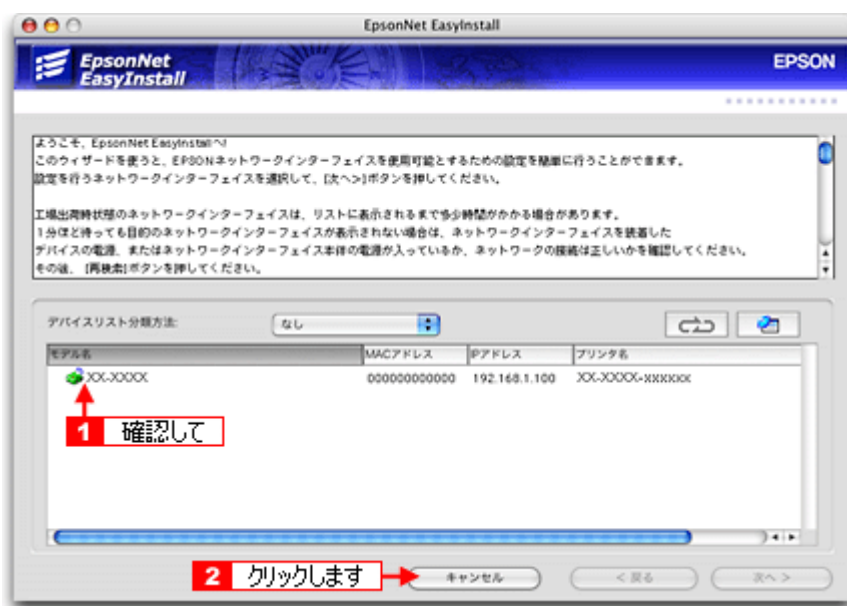 EpsonNet EasyInstall
EpsonNet
EasyInstall
EPSON
ようこそ、EpsonNet EasyInstallへ!
このウィザードを使うと、EPSONネットワークインターフェイスを使用可能とするための設定を簡単に行うことができます。
設定を行うネットワークインターフェイスを選択して、[次へ>]ボタンを押してください。
工場出荷時状態のネットワークインターフェイスは、リストに表示されるまで多少時間がかかる場合があります。
1分ほど待っても目的のネットワークインターフェイスが表示されない場合は、ネットワークインターフェイスを装着した
デバイスの電源、またはネットワークインターフェイス本体の電源が入っているか、ネットワークの接続は正しいかを確認してください。
その後、[再検索]ボタンを押してください。
デバイスリスト分類方法: なし
モデル名 MACアドレス IPアドレス プリンタ名
XX-XXXX 000000000000 192.168.1.100 XX-XXXX-xxxxxx
1 確認して
2 クリックします キャンセル < 戻る 次へ >